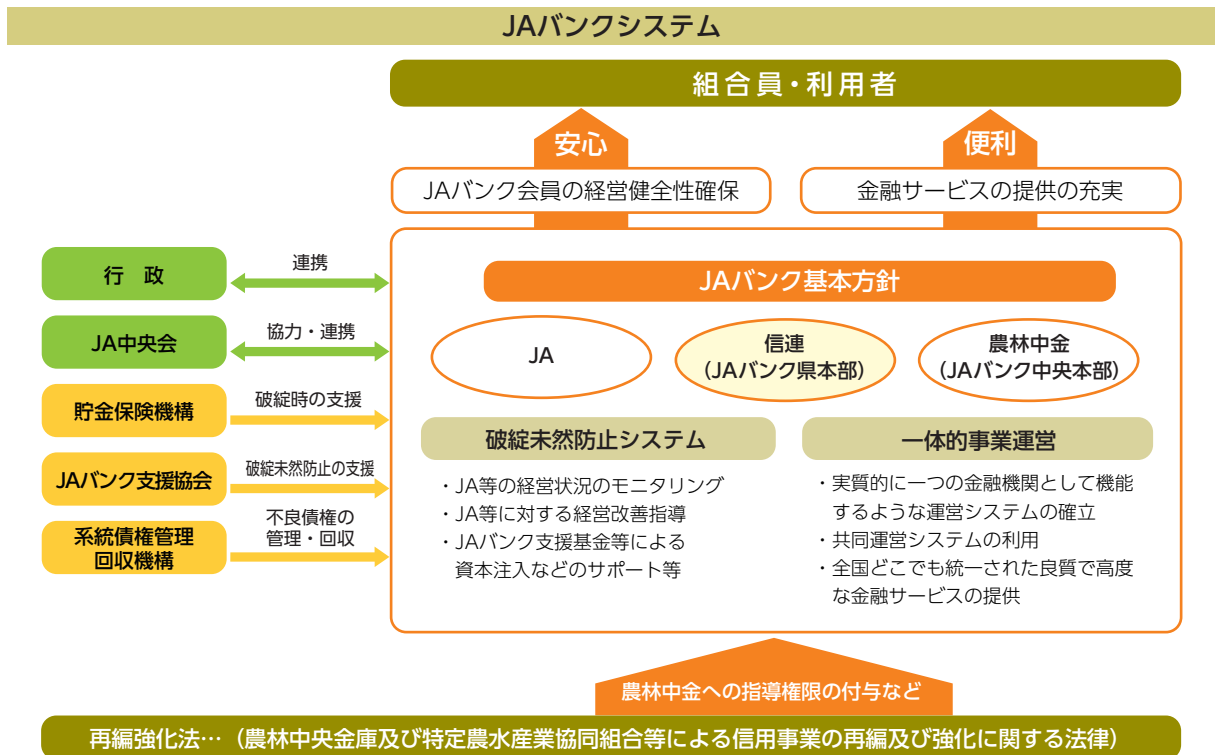 JAバンクシステム
組合員・利用者
安心
便利
JAバンク会員の経営健全性確保
金融サービスの提供の充実
行　政
連携
JA中央会
協力・連携
貯金保険機構
破綻時の支援
JAバンク支援協会
破綻未然防止の支援
系統債権管理
回収機構
不良債権の
管理・回収
JAバンク基本方針
JA
信連
（JAバンク県本部）
農林中金
（JAバンク中央本部）
破綻未然防止システム
・JA等の経営状況のモニタリング
・JA等に対する経営改善指導
・JAバンク支援基金等による
資本注入などのサポート等
一体的事業運営
・実質的に一つの金融機関として機能
するような運営システムの確立
・共同運営システムの利用
・全国どこでも統一された良質で高度
な金融サービスの提供
農林中金への指導権限の付与など
再編強化法…（農林中央金庫及び特定農水産業協同組合等による信用事業の再編及び強化に関する法律）